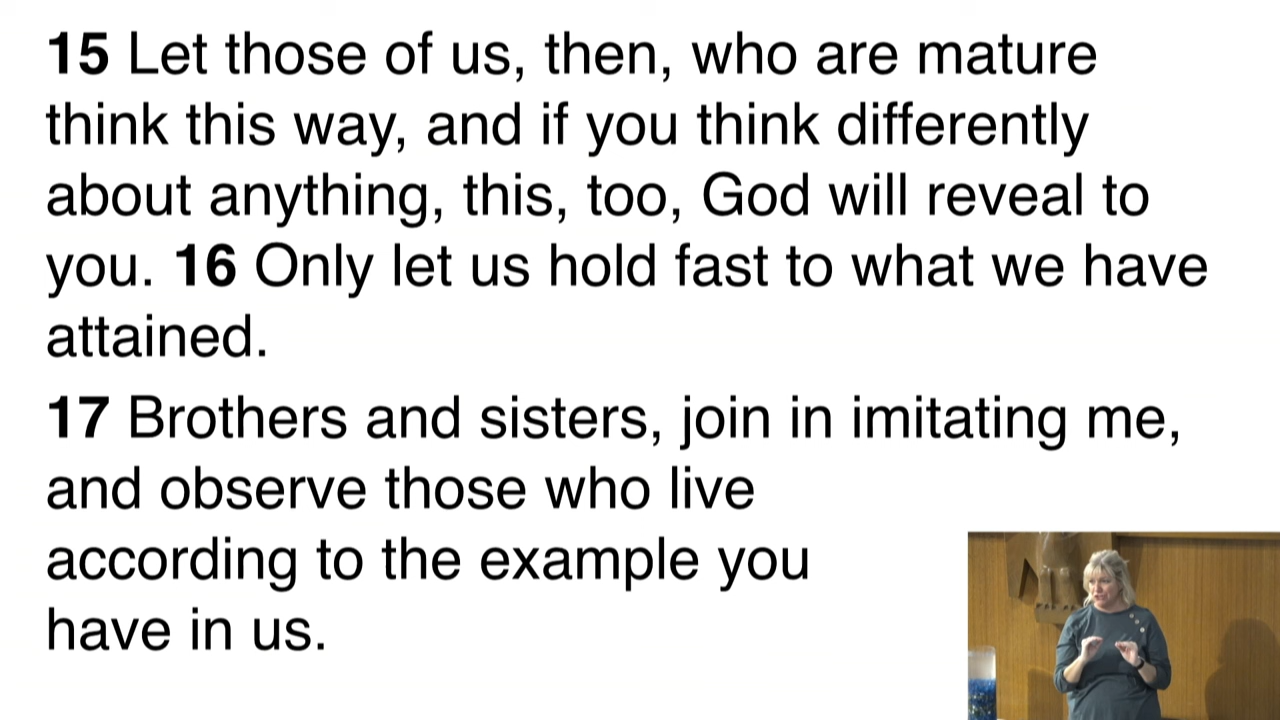 15 Let those of us, then, who are mature
think this way, and if you think differently
about anything, this, too, God will reveal to
you. 16 Only let us hold fast to what we have
attained.
17 Brothers and sisters, join in imitating me,
and observe those who live
according to the example you
have in us.